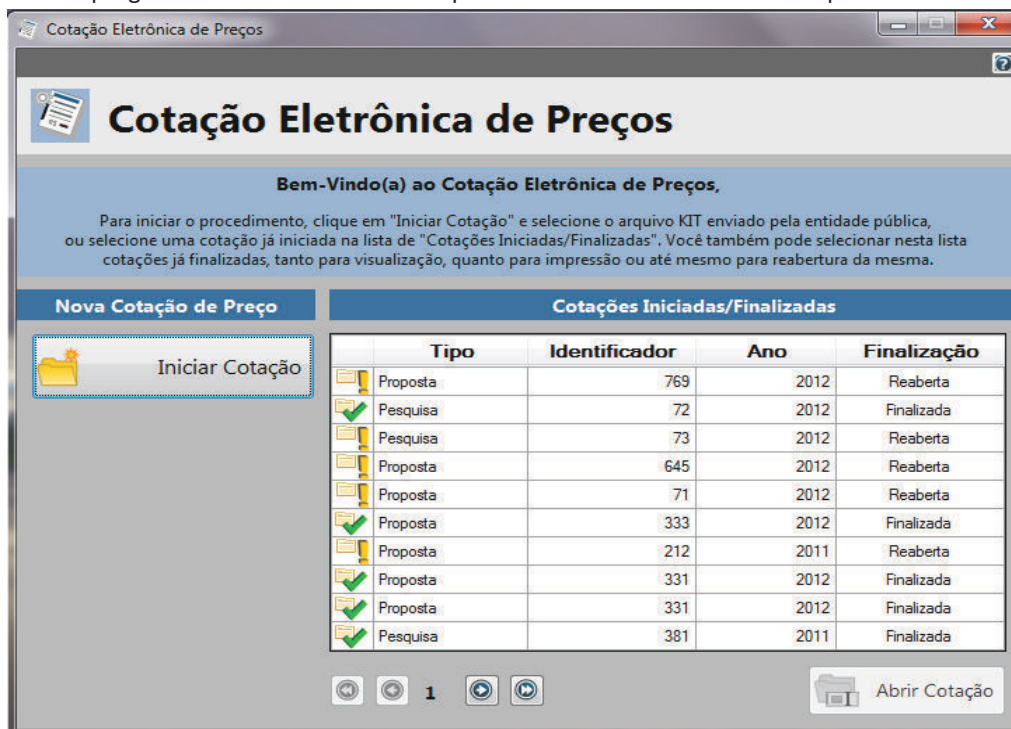 Cotação Eletrônica de Preços
Cotação Eletrônica de Preços
Bem-Vindo(a) ao Cotação Eletrônica de Preços,
Para iniciar o procedimento, clique em "Iniciar Cotação" e selecione o arquivo KIT enviado pela entidade pública,
ou selecione uma cotação já iniciada na lista de "Cotações Iniciadas/Finalizadas". Você também pode selecionar nesta lista
cotações já finalizadas, tanto para visualização, quanto para impressão ou até mesmo para reabertura da mesma.
Nova Cotação de Preço
Iniciar Cotação
Cotações Iniciadas/Finalizadas
Tipo Identificador Ano Finalização
Proposta 769 2012 Reaberta
Pesquisa 72 2012 Finalizada
Pesquisa 73 2012 Reaberta
Proposta 645 2012 Reaberta
Proposta 71 2012 Reaberta
Proposta 333 2012 Finalizada
Proposta 212 2011 Reaberta
Proposta 331 2012 Finalizada
Proposta 331 2012 Finalizada
Pesquisa 381 2011 Finalizada
1
Abrir Cotação